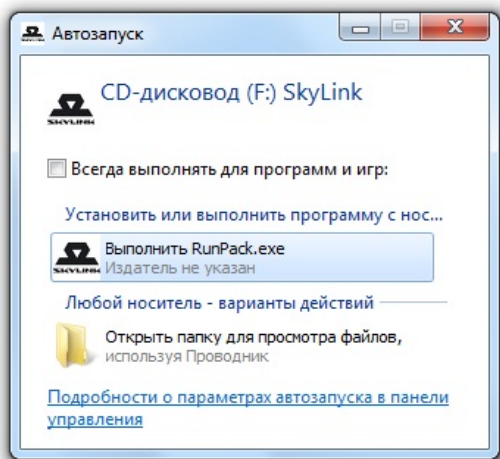 Автозапуск
CD-дисковод (F:) SkyLink
SKYLINK
Всегда выполнять для программ и игр:
Установить или выполнить программу с нос...
Выполнить RunPack.exe
SKYLINK
Издатель не указан
Любой носитель - варианты действий
Открыть папку для просмотра файлов,
используя Проводник
Подробности о параметрах автозапуска в панели
управления